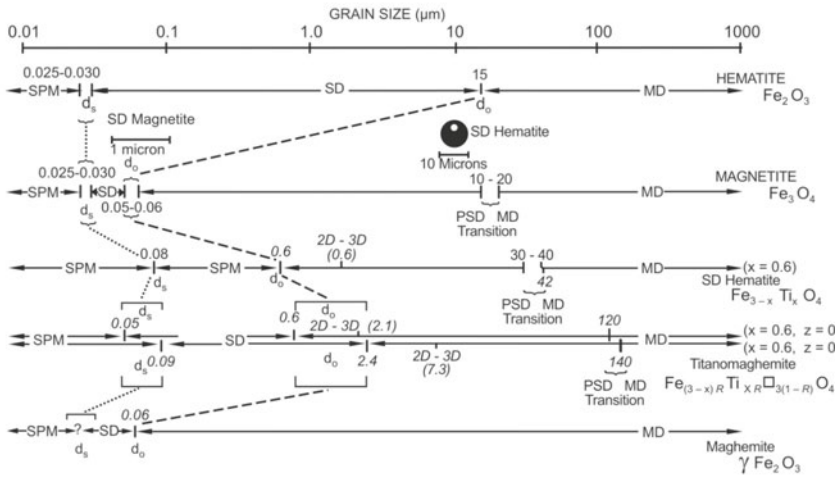 GRAIN SIZE (μm)
0.01 0.1 1.0 10 100 1000
0.025-0.030 15 HEMATITE
SPM SD MD Fe2O3
ds do
SD Magnetite SD Hematite
1 micron
do 10 Microns
0.025-0.030 10 - 20 MAGNETITE
SPM SD MD Fe3O4
ds 0.05-0.06 PSD MD
Transition
0.08 0.6 2D - 3D 30 - 40
(0.6)
SPM SPM MD (x = 0.6)
ds do 42 SD Hematite
PSD MD Fe3-xTixO4
Transition
do
0.05 0.6 2D - 3D (2.1) 120
SPM SD MD (x = 0.6, z = 0
(x = 0.6, z = 0
ds 0.09 do 2.4 2D - 3D 140 Titanomaghemite
(7.3)
PSD MD Fe(3-x)RTiXR□3(1-R)O4
Transition
0.06
SPM ? SD MD
ds do Maghemite
γFe2O3